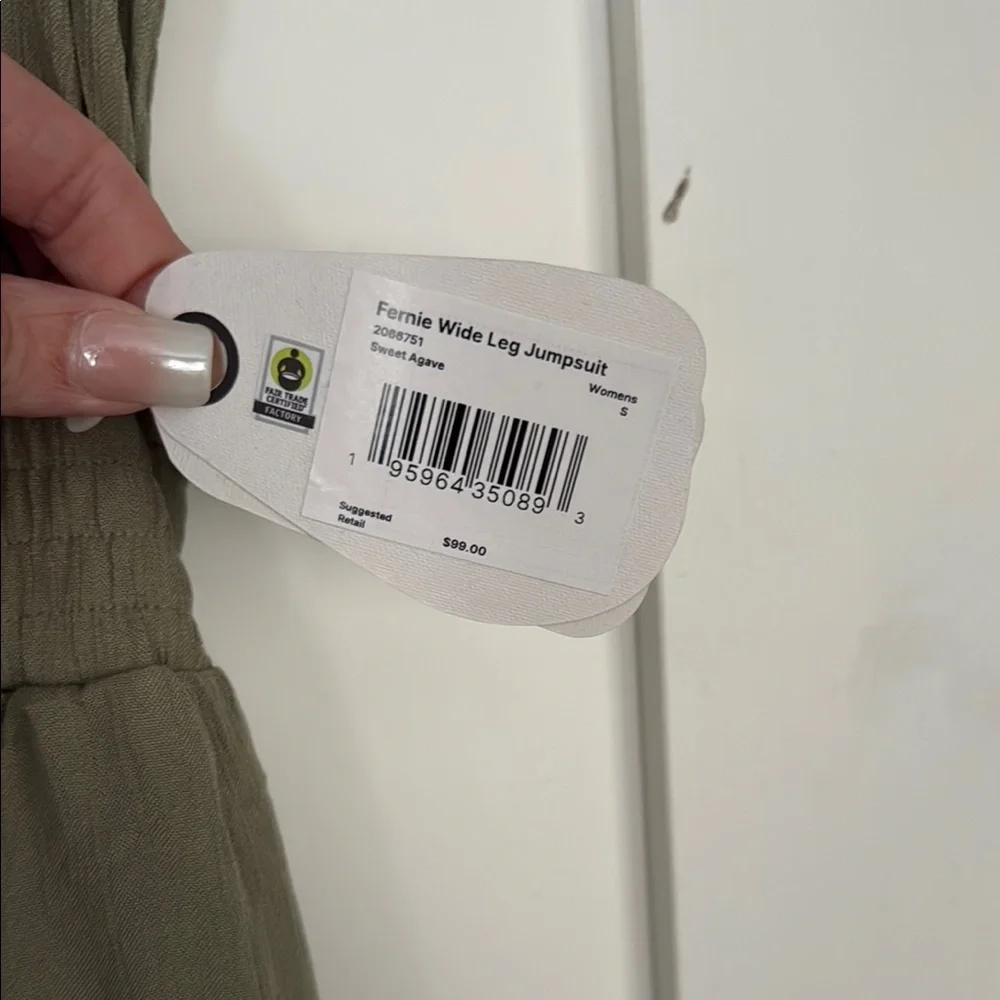 Fernie Wide Leg Jumpsuit
2066751
Sweet Agave
Womens
S
FAIR TRADE
CERTIFIED
FACTORY
1 95964 35089 3
Suggested
Retail
$99.00